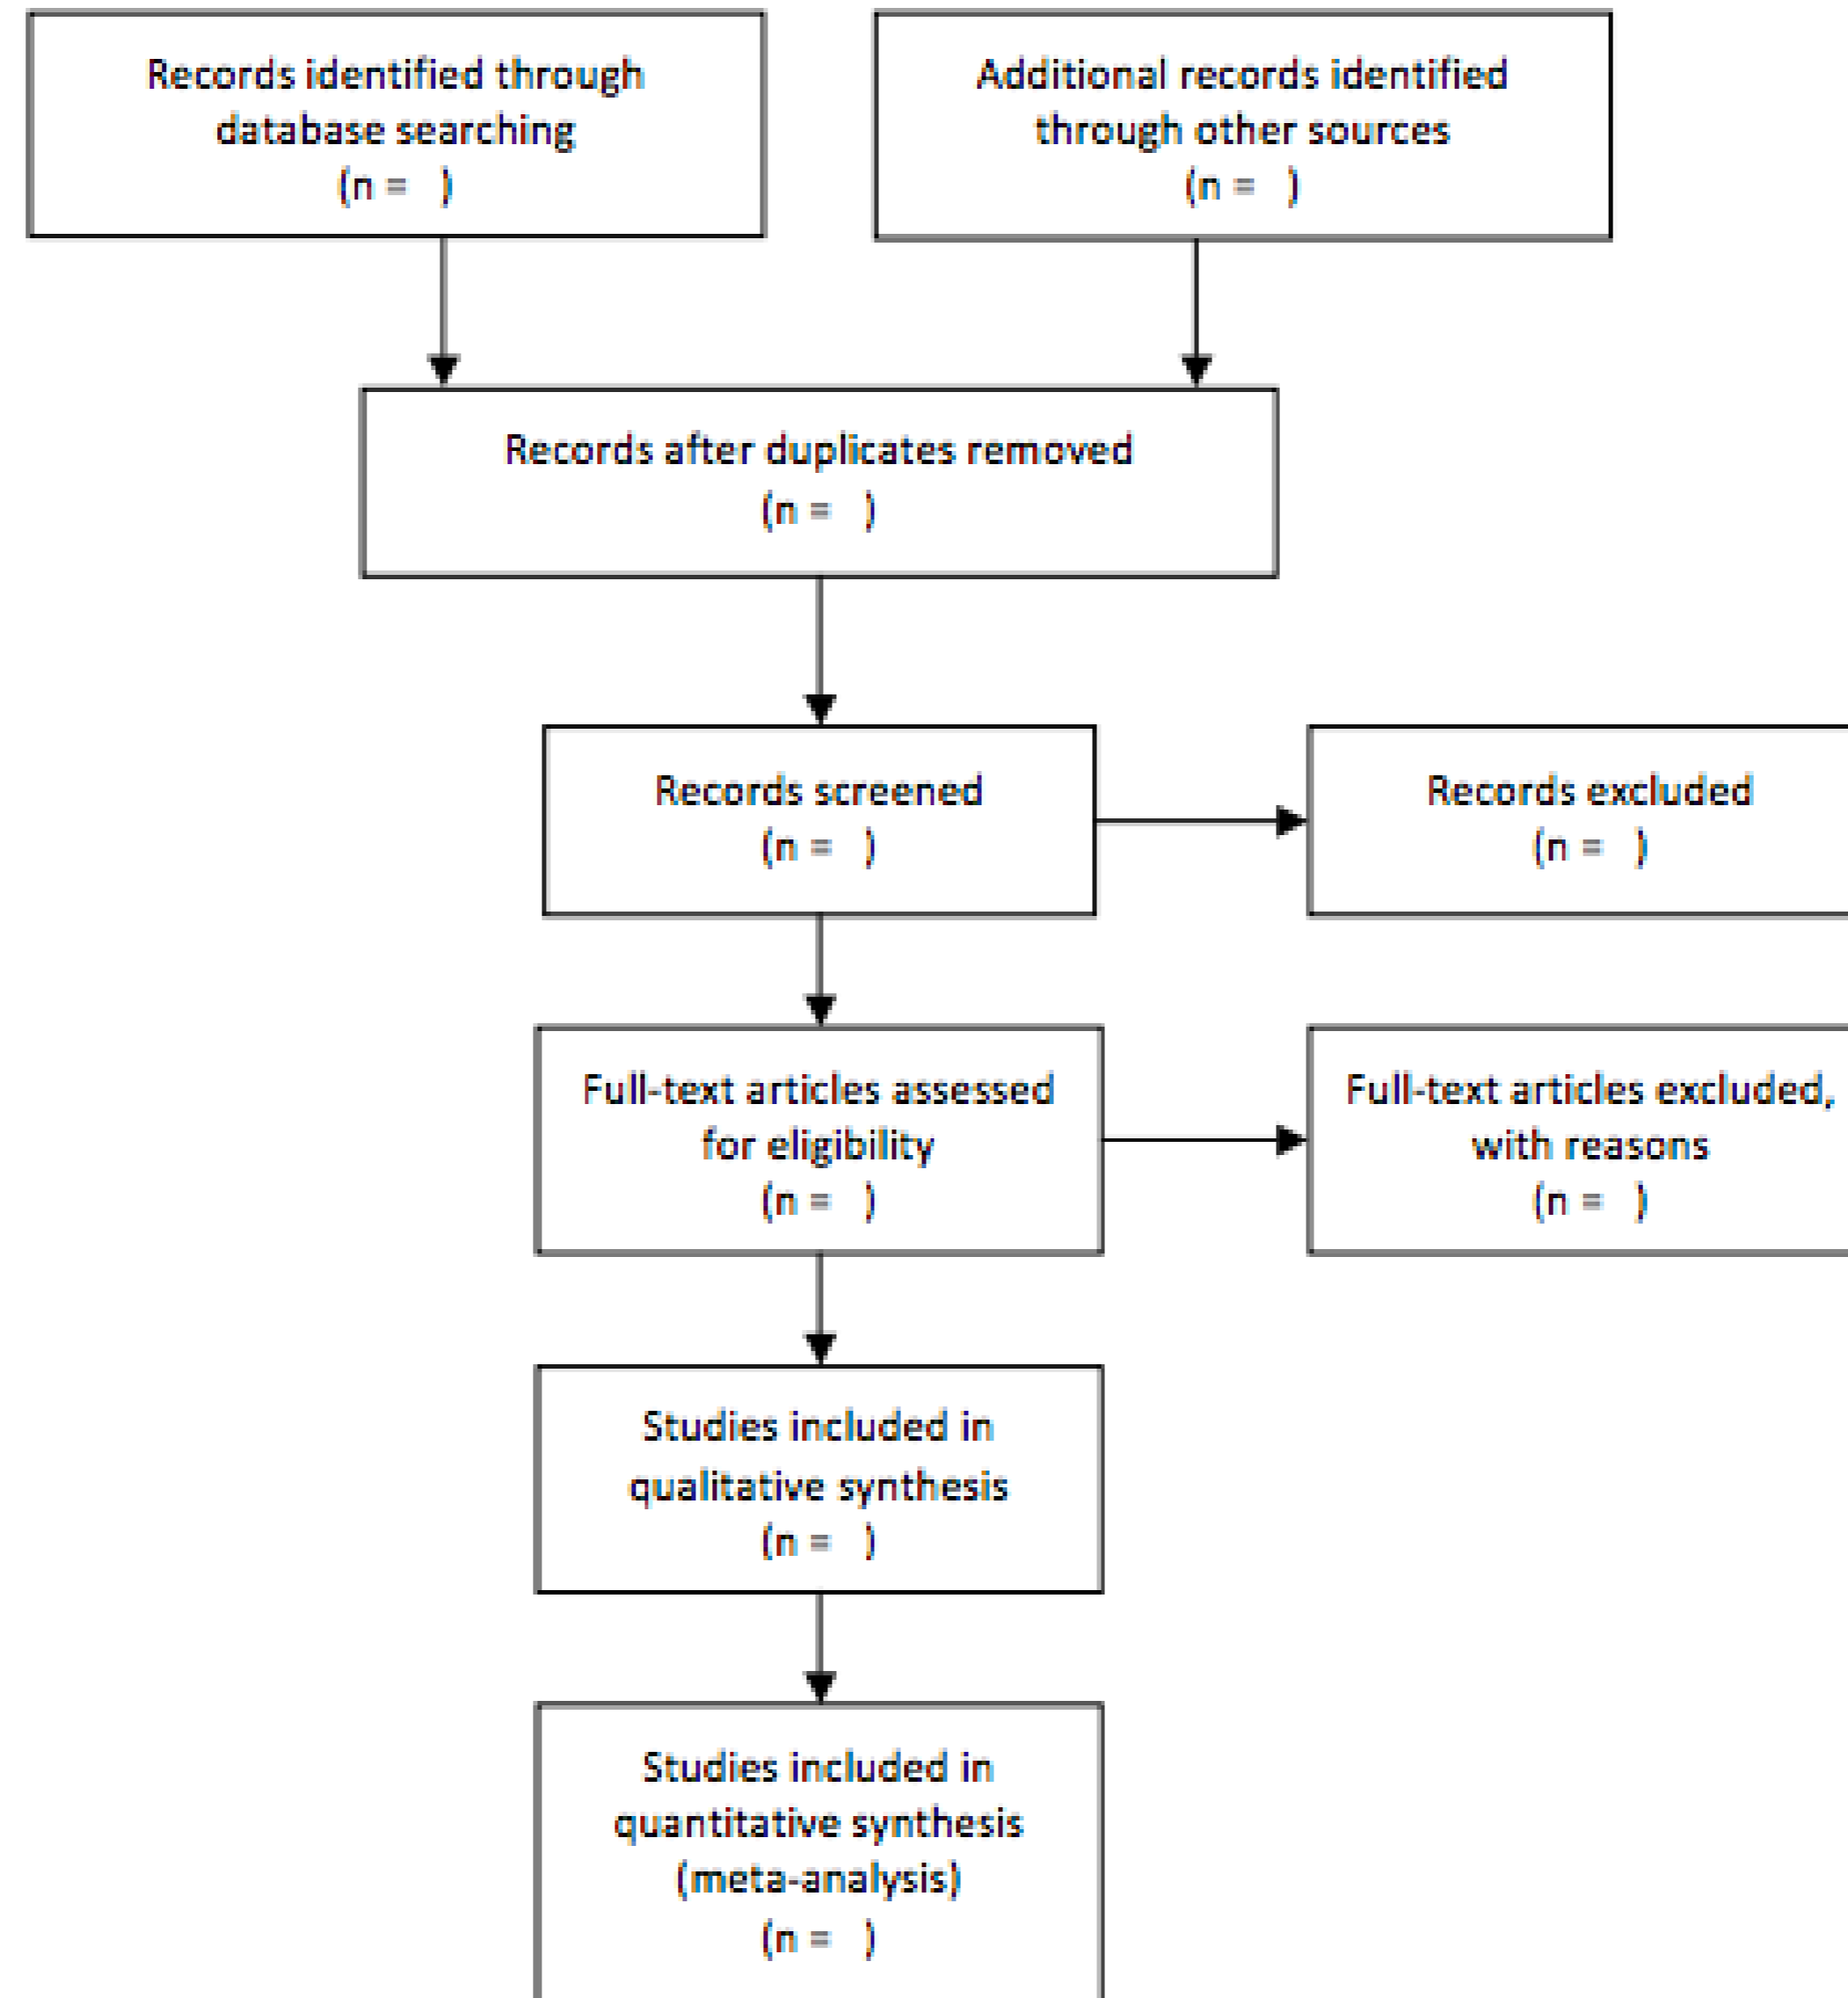 Records identified through
database searching
(n =   )
Additional records identified
through other sources
(n =   )
Records after duplicates removed
(n =   )
Records screened
(n =   )
Records excluded
(n =   )
Full-text articles assessed
for eligibility
(n =   )
Full-text articles excluded,
with reasons
(n =   )
Studies included in
qualitative synthesis
(n =   )
Studies included in
quantitative synthesis
(meta-analysis)
(n =   )